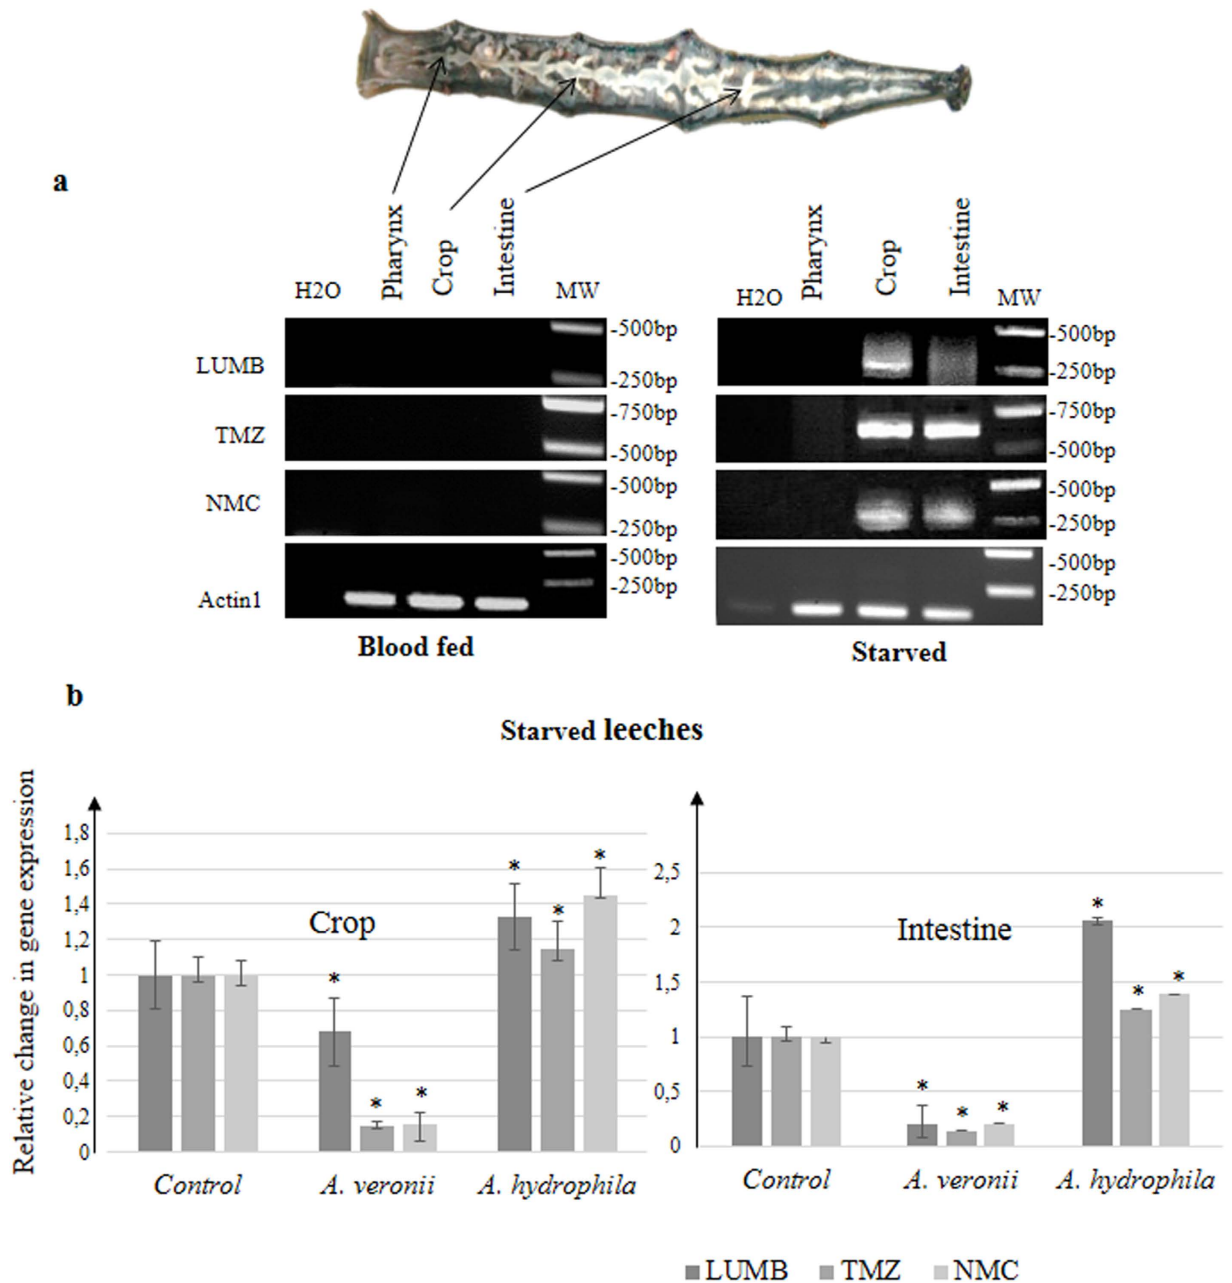 a
Pharynx
Crop
Intestine
H2O
MW
Pharynx
Crop
Intestine
H2O
MW
LUMB
-500bp
-250bp
-500bp
-250bp
TMZ
-750bp
-500bp
-750bp
-500bp
NMC
-500bp
-250bp
-500bp
-250bp
Actin1
-500bp
-250bp
-500bp
-250bp
Blood fed
Starved
b
Starved leeches
Relative change in gene expression
1,8
1,6
1,4
1,2
1
0,8
0,6
0,4
0,2
0
Crop
* * * * * *
Control
A. veronii
A. hydrophila
2,5
2
1,5
1
0,5
0
Intestine
* * * * * *
Control
A. veronii
A. hydrophila
LUMB TMZ NMC